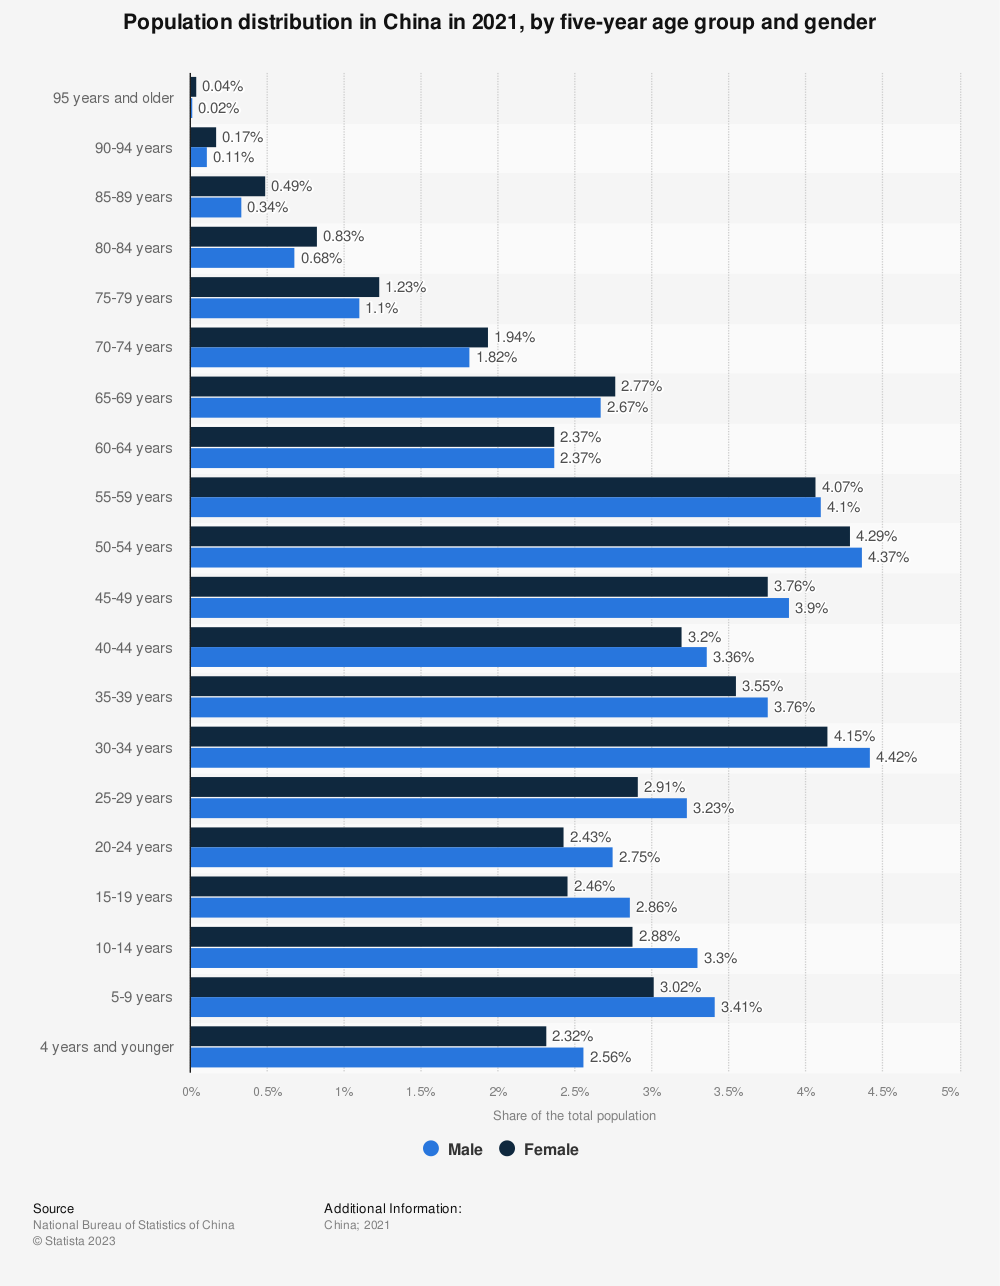 Population distribution in China in 2021, by five-year age group and gender
95 years and older
0.04%
0.02%
90-94 years
0.17%
0.11%
85-89 years
0.49%
0.34%
80-84 years
0.83%
0.68%
75-79 years
1.23%
1.1%
70-74 years
1.94%
1.82%
65-69 years
2.77%
2.67%
60-64 years
2.37%
2.37%
55-59 years
4.07%
4.1%
50-54 years
4.29%
4.37%
45-49 years
3.76%
3.9%
40-44 years
3.2%
3.36%
35-39 years
3.55%
3.76%
30-34 years
4.15%
4.42%
25-29 years
2.91%
3.23%
20-24 years
2.43%
2.75%
15-19 years
2.46%
2.86%
10-14 years
2.88%
3.3%
5-9 years
3.02%
3.41%
4 years and younger
2.32%
2.56%
0% 0.5% 1% 1.5% 2% 2.5% 3% 3.5% 4% 4.5% 5%
Share of the total population
Male Female
Source
National Bureau of Statistics of China
© Statista 2023
Additional Information:
China; 2021